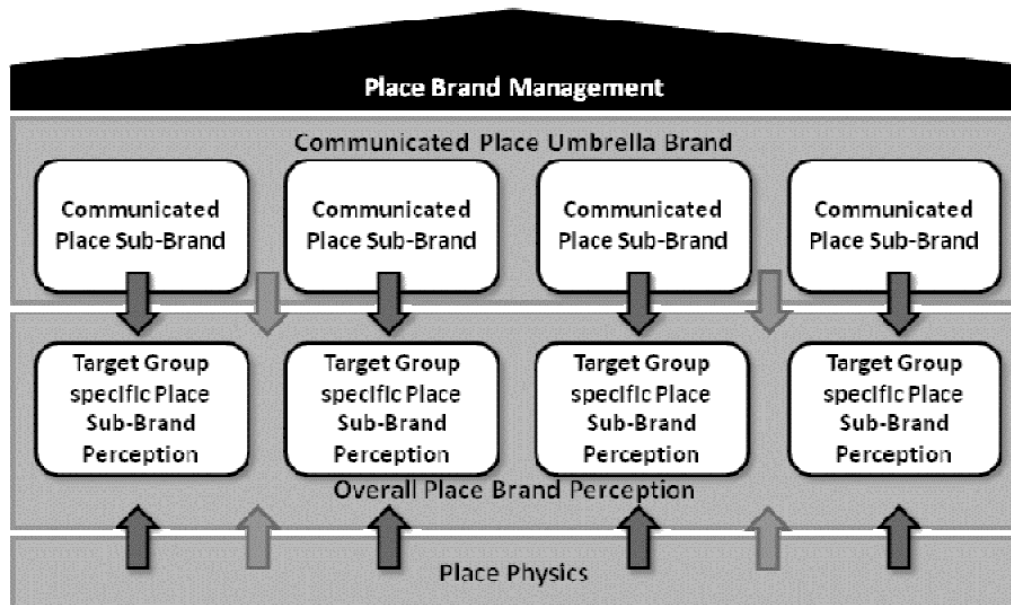 Place Brand Management
Communicated Place Umbrella Brand
Communicated
Place Sub-Brand
Communicated
Place Sub-Brand
Communicated
Place Sub-Brand
Communicated
Place Sub-Brand
Target Group
specific Place
Sub-Brand
Perception
Target Group
specific Place
Sub-Brand
Perception
Target Group
specific Place
Sub-Brand
Perception
Target Group
specific Place
Sub-Brand
Perception
Overall Place Brand Perception
Place Physics